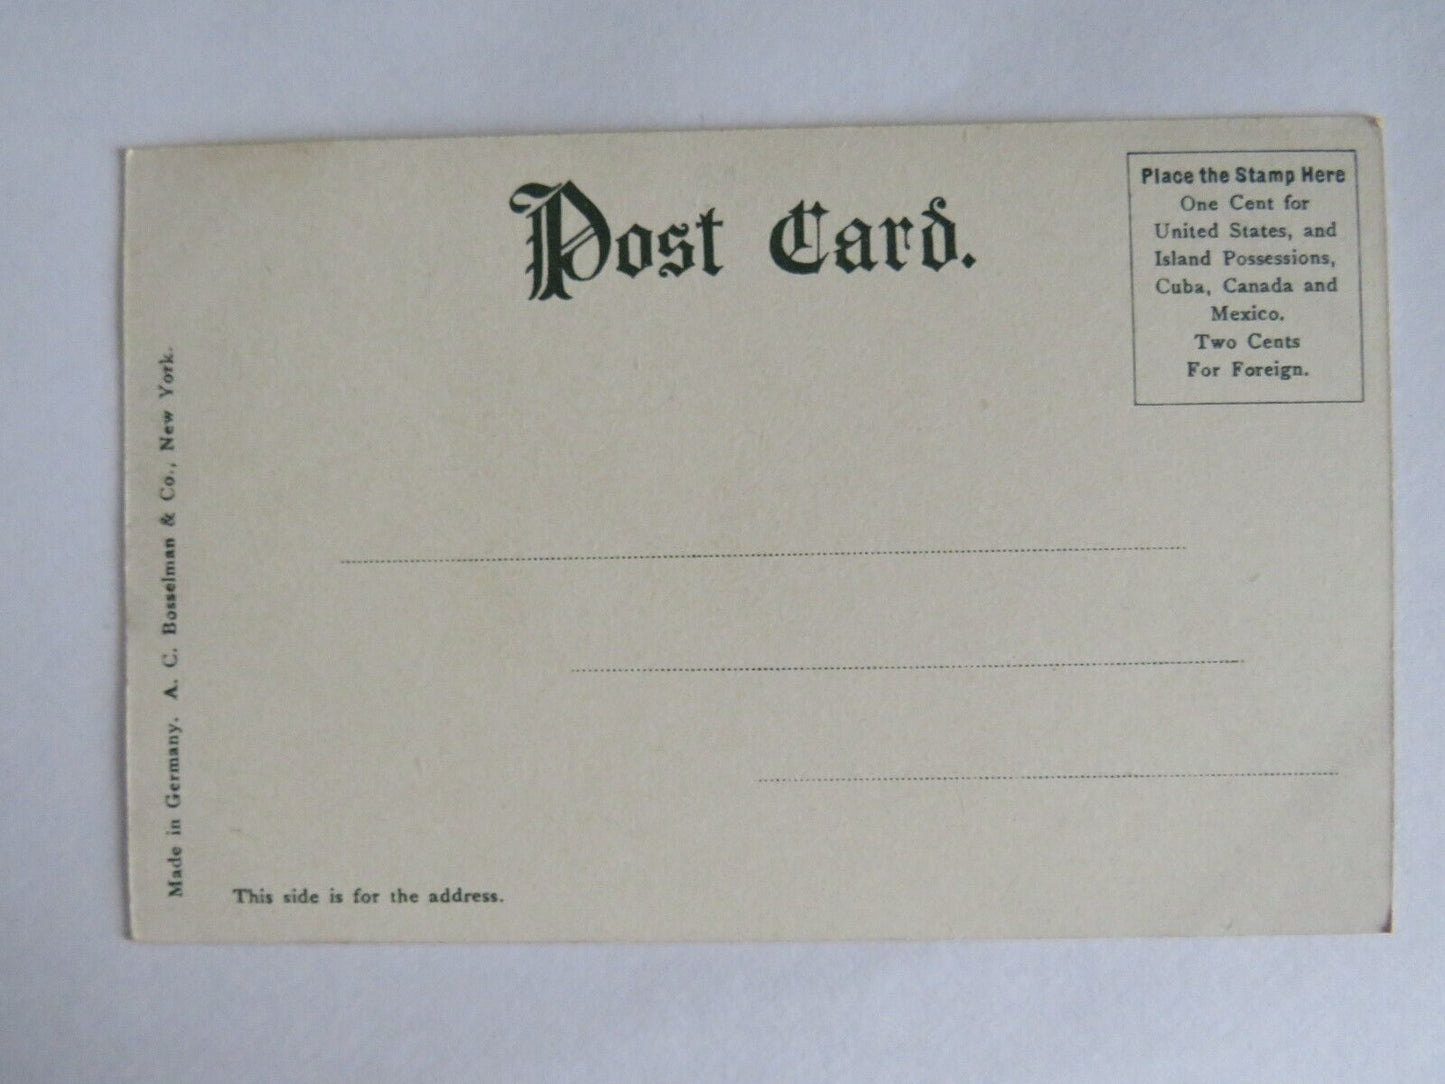 Post Card.
Place the Stamp Here
One Cent for
United States, and
Island Possessions,
Cuba, Canada and
Mexico.
Two Cents
For Foreign.
Made in Germany. A. C. Bosselman & Co., New York.
This side is for the address.